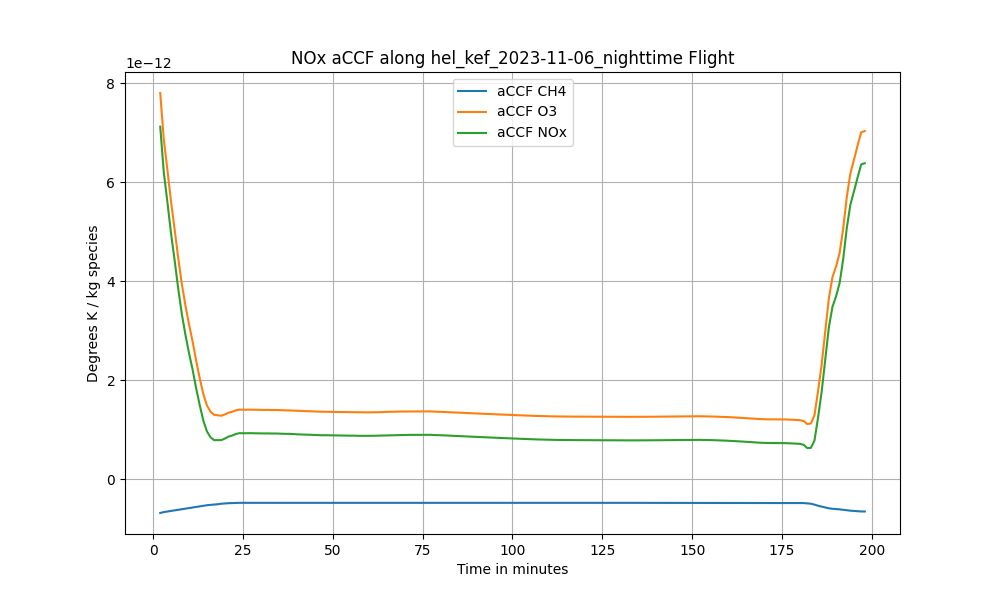 NOx aCCF along hel_kef_2023-11-06_nighttime Flight
1e−12
aCCF CH4
aCCF O3
aCCF NOx
8
6
4
2
0
Degrees K / kg species
0 25 50 75 100 125 150 175 200
Time in minutes